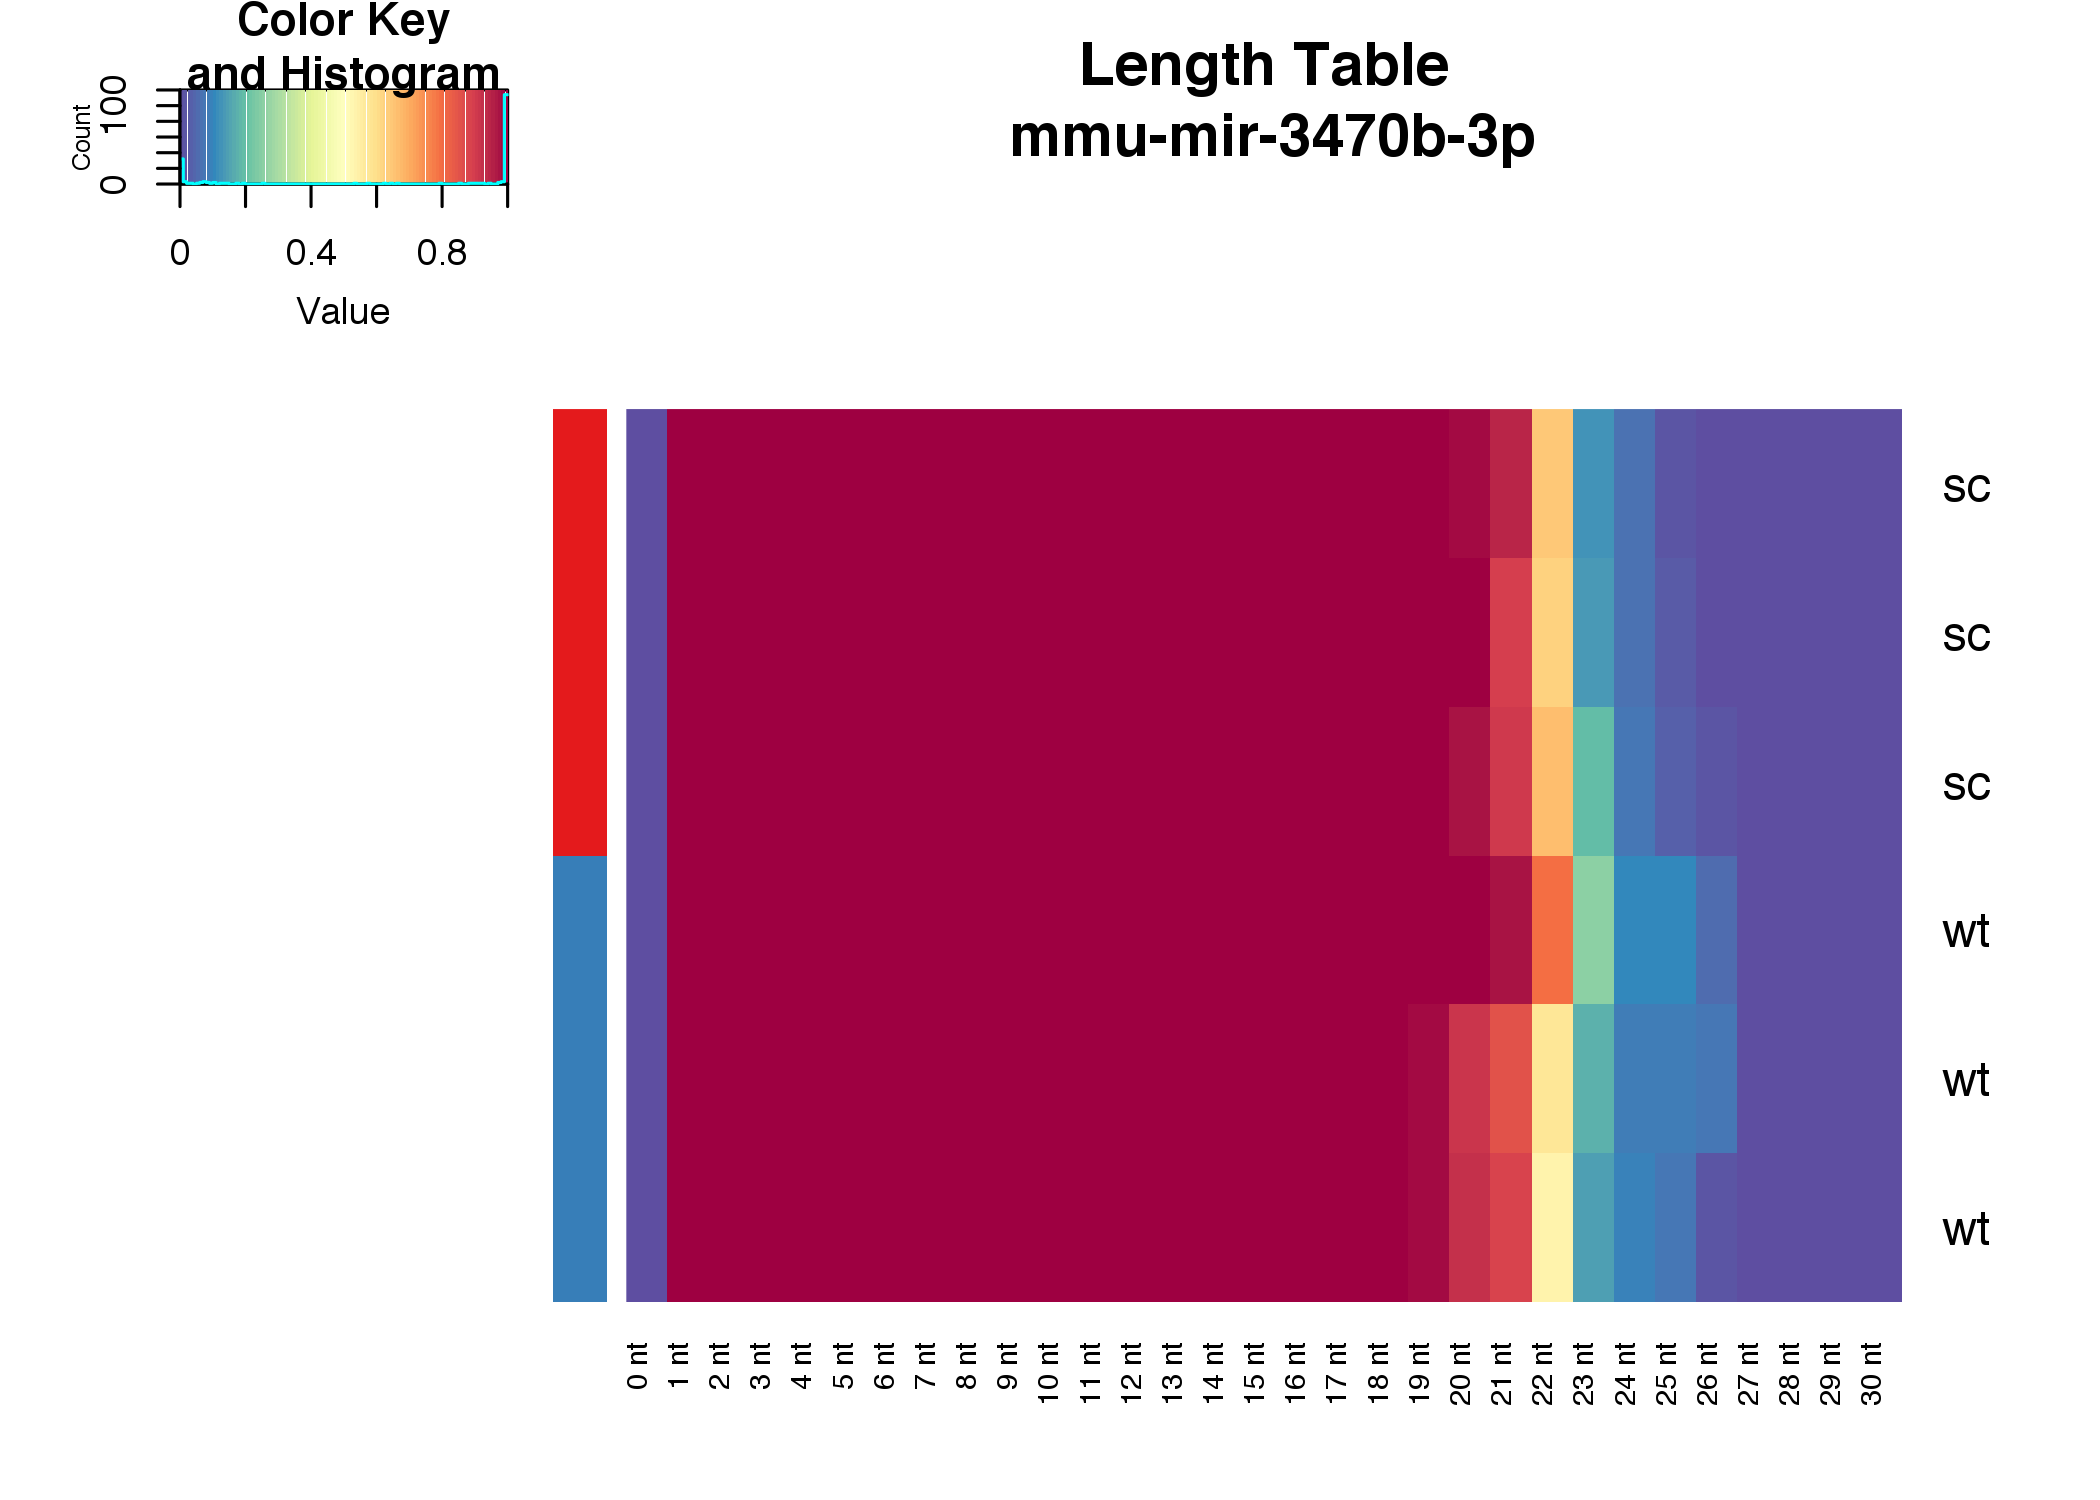 Color Key
and Histogram
Count
0
100
0
0.4
0.8
Value
Length Table
mmu-mir-3470b-3p
sc
sc
sc
wt
wt
wt
0 nt
1 nt
2 nt
3 nt
4 nt
5 nt
6 nt
7 nt
8 nt
9 nt
10 nt
11 nt
12 nt
13 nt
14 nt
15 nt
16 nt
17 nt
18 nt
19 nt
20 nt
21 nt
22 nt
23 nt
24 nt
25 nt
26 nt
27 nt
28 nt
29 nt
30 nt